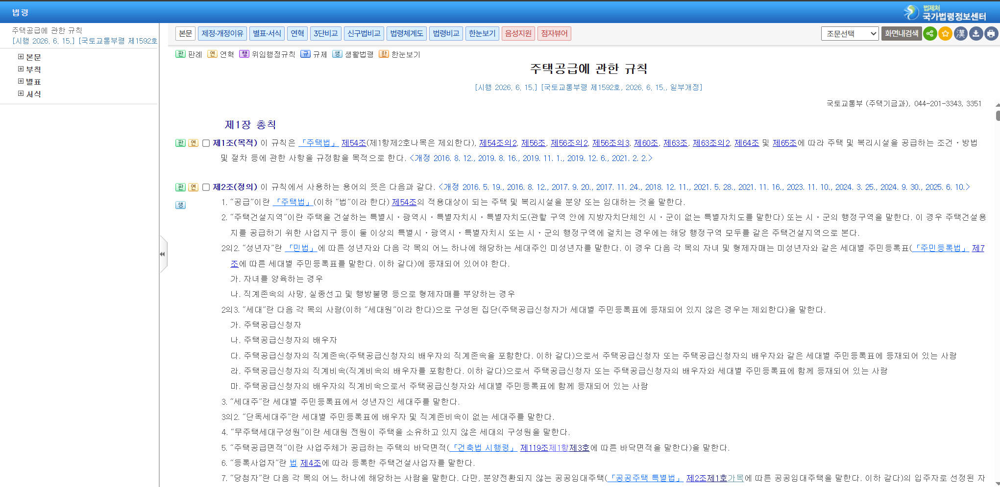 법령
법제처
국가법령정보센터
주택공급에 관한 규칙
[시행 2026. 6. 15.] [국토교통부령 제1592호
본문
부칙
별표
서식
본문 제정·개정이유 별표·서식 연혁 3단비교 신구법비교 법령체계도 법령비교 한눈보기 음성지원 점자뷰어
조문선택 화면내검색 漢
판 판례 연 연혁 행 위임행정규칙 규 규제 생 생활법령 한 한눈보기
주택공급에 관한 규칙
[시행 2026. 6. 15.] [국토교통부령 제1592호, 2026. 6. 15., 일부개정]
국토교통부 (주택기금과), 044-201-3343, 3351
제1장 총칙
판 연 제1조(목적) 이 규칙은 「주택법」 제54조(제1항제2호나목은 제외한다), 제54조의2, 제56조, 제56조의2, 제56조의3, 제60조, 제63조, 제63조의2, 제64조 및 제65조에 따라 주택 및 복리시설을 공급하는 조건ㆍ방법
및 절차 등에 관한 사항을 규정함을 목적으로 한다. <개정 2016. 8. 12., 2019. 8. 16., 2019. 11. 1., 2019. 12. 6., 2021. 2. 2.>
판 연 제2조(정의) 이 규칙에서 사용하는 용어의 뜻은 다음과 같다. <개정 2016. 5. 19., 2016. 8. 12., 2017. 9. 20., 2017. 11. 24., 2018. 12. 11., 2021. 5. 28., 2021. 11. 16., 2023. 11. 10., 2024. 3. 25., 2024. 9. 30., 2025. 6. 10.>
생 1. “공급”이란 「주택법」(이하 “법”이라 한다) 제54조의 적용대상이 되는 주택 및 복리시설을 분양 또는 임대하는 것을 말한다.
2. “주택건설지역”이란 주택을 건설하는 특별시ㆍ광역시ㆍ특별자치시ㆍ특별자치도(관할 구역 안에 지방자치단체인 시ㆍ군이 없는 특별자치도를 말한다) 또는 시ㆍ군의 행정구역을 말한다. 이 경우 주택건설용
지를 공급하기 위한 사업지구 등이 둘 이상의 특별시ㆍ광역시ㆍ특별자치시 또는 시ㆍ군의 행정구역에 걸치는 경우에는 해당 행정구역 모두를 같은 주택건설지역으로 본다.
2의2. “성년자”란 「민법」에 따른 성년자와 다음 각 목의 어느 하나에 해당하는 세대주인 미성년자를 말한다. 이 경우 다음 각 목의 자녀 및 형제자매는 미성년자와 같은 세대별 주민등록표(「주민등록법」 제7
조에 따른 세대별 주민등록표를 말한다. 이하 같다)에 등재되어 있어야 한다.
가. 자녀를 양육하는 경우
나. 직계존속의 사망, 실종선고 및 행방불명 등으로 형제자매를 부양하는 경우
2의3. “세대”란 다음 각 목의 사람(이하 “세대원”이라 한다)으로 구성된 집단(주택공급신청자가 세대별 주민등록표에 등재되어 있지 않은 경우는 제외한다)을 말한다.
가. 주택공급신청자
나. 주택공급신청자의 배우자
다. 주택공급신청자의 직계존속(주택공급신청자의 배우자의 직계존속을 포함한다. 이하 같다)으로서 주택공급신청자 또는 주택공급신청자의 배우자와 같은 세대별 주민등록표에 등재되어 있는 사람
라. 주택공급신청자의 직계비속(직계비속의 배우자를 포함한다. 이하 같다)으로서 주택공급신청자 또는 주택공급신청자의 배우자와 세대별 주민등록표에 함께 등재되어 있는 사람
마. 주택공급신청자의 배우자의 직계비속으로서 주택공급신청자와 세대별 주민등록표에 함께 등재되어 있는 사람
3. “세대주”란 세대별 주민등록표에서 성년자인 세대주를 말한다.
3의2. “단독세대주”란 세대별 주민등록표에 배우자 및 직계존비속이 없는 세대주를 말한다.
4. “무주택세대구성원”이란 세대원 전원이 주택을 소유하고 있지 않은 세대의 구성원을 말한다.
5. “주택공급면적”이란 사업주체가 공급하는 주택의 바닥면적(「건축법 시행령」 제119조제1항제3호에 따른 바닥면적을 말한다)을 말한다.
6. “등록사업자”란 법 제4조에 따라 등록한 주택건설사업자를 말한다.
7. “당첨자”란 다음 각 목의 어느 하나에 해당하는 사람을 말한다. 다만, 분양전환되지 않는 공공임대주택(「공공주택 특별법」 제2조제1호가목에 따른 공공임대주택을 말한다. 이하 같다)의 입주자로 선정된 자